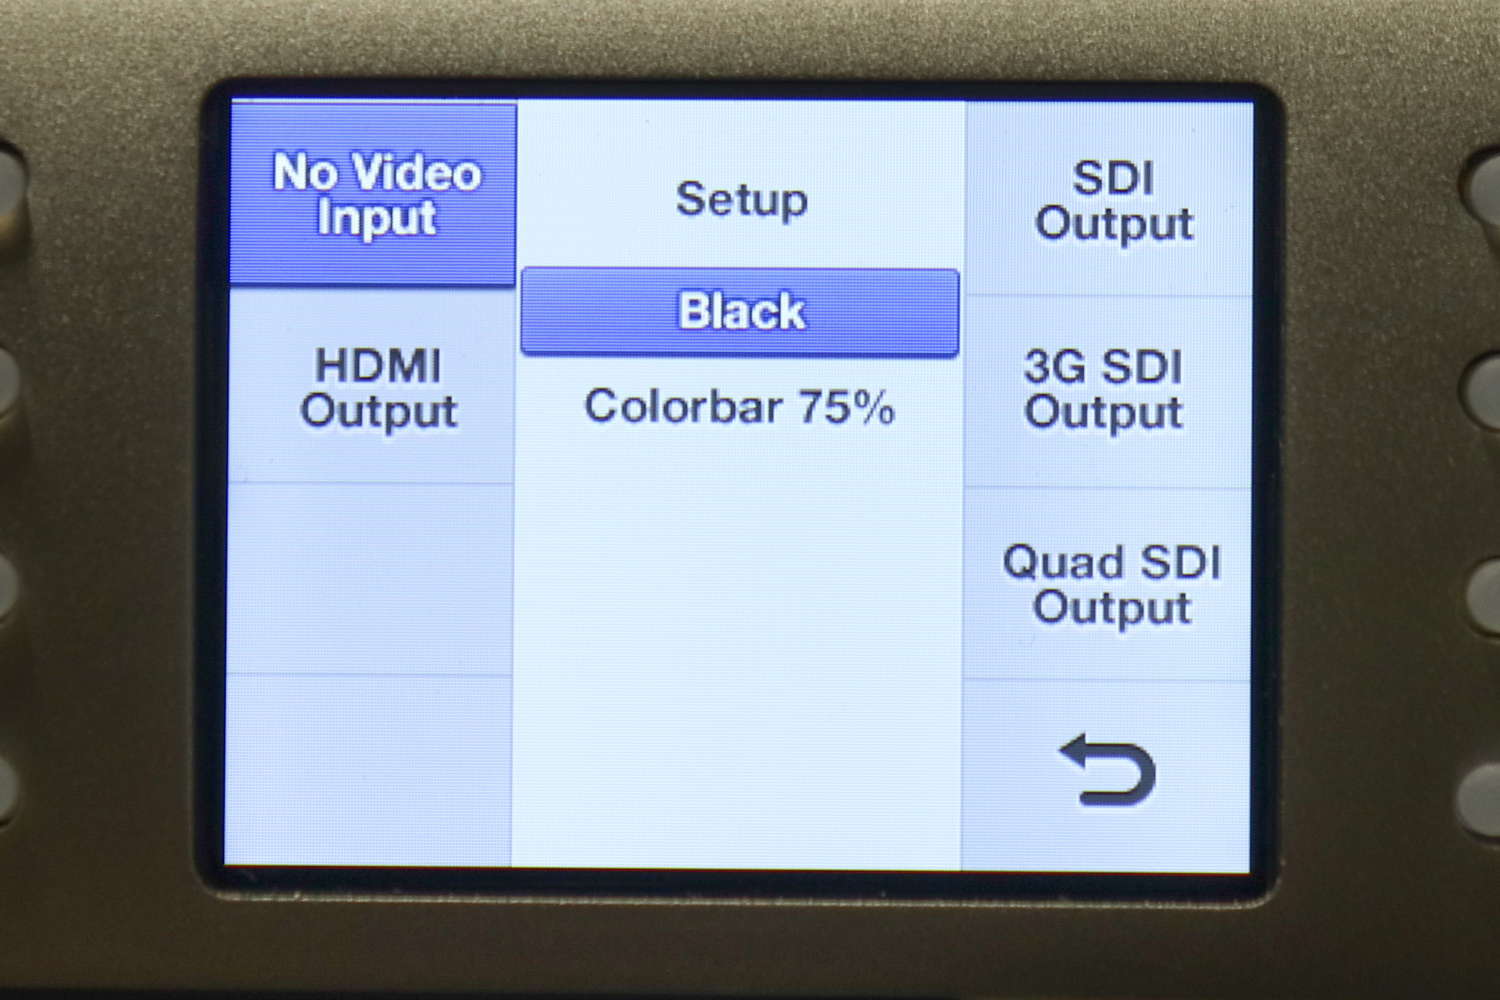 No Video
Input
HDMI
Output
Setup
Black
Colorbar 75%
SDI
Output
3G SDI
Output
Quad SDI
Output